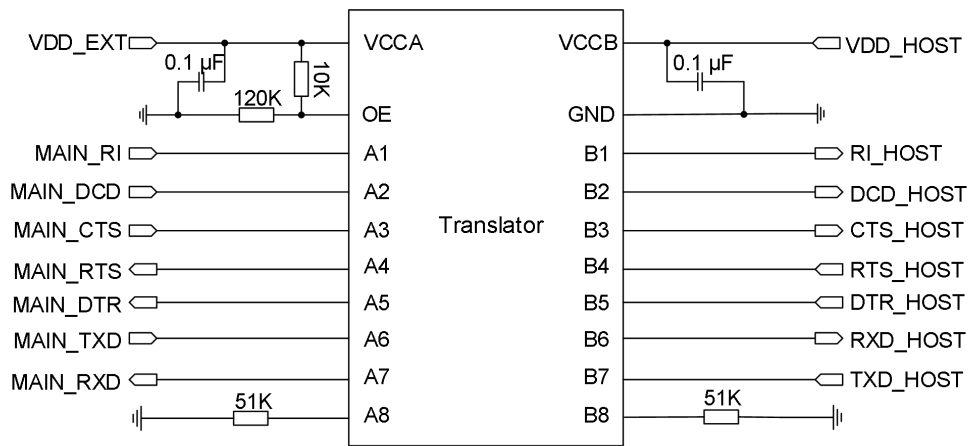 VDD_EXT VCCA VCCB VDD_HOST
0.1 µF 10K 0.1 µF
120K
OE GND
MAIN_RI A1 B1 RI_HOST
MAIN_DCD A2 B2 DCD_HOST
MAIN_CTS A3 Translator B3 CTS_HOST
MAIN_RTS A4 B4 RTS_HOST
MAIN_DTR A5 B5 DTR_HOST
MAIN_TXD A6 B6 RXD_HOST
MAIN_RXD A7 B7 TXD_HOST
51K A8 B8 51K